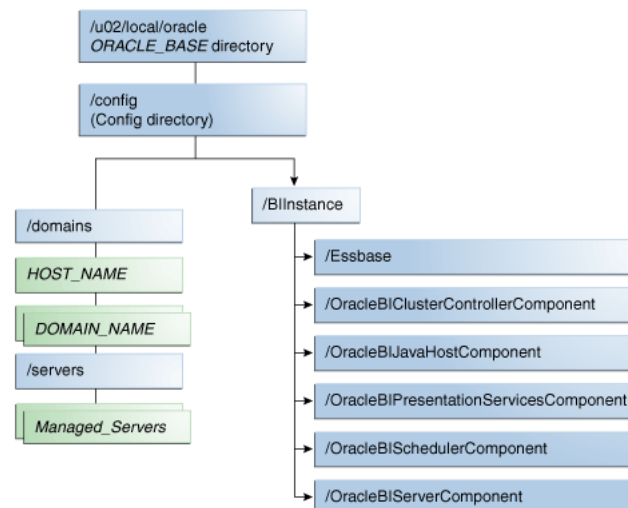 /u02/local/oracle
ORACLE_BASE directory
/config
(Config directory)
/domains
HOST_NAME
DOMAIN_NAME
/servers
Managed_Servers
/BIInstance
/Essbase
/OracleBIClusterControllerComponent
/OracleBIJavaHostComponent
/OracleBIPresentationServicesComponent
/OracleBISchedulerComponent
/OracleBIServerComponent